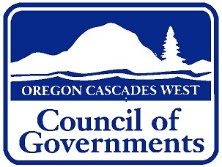 OREGON CASCADES WEST
Council of
Governments